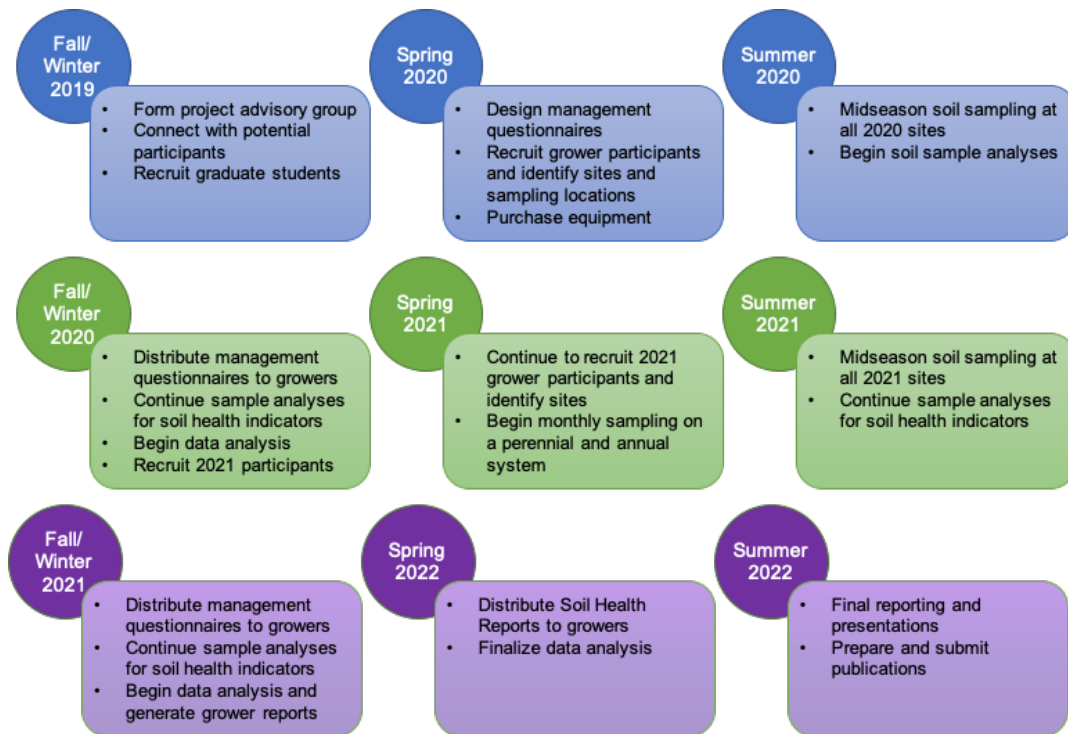 Fall/
Winter
2019
• Form project advisory group
• Connect with potential
participants
• Recruit graduate students
Spring
2020
• Design management
questionnaires
• Recruit grower participants
and identify sites and
sampling locations
• Purchase equipment
Summer
2020
• Midseason soil sampling at
all 2020 sites
• Begin soil sample analyses
Fall/
Winter
2020
• Distribute management
questionnaires to growers
• Continue sample analyses
for soil health indicators
• Begin data analysis
• Recruit 2021 participants
Spring
2021
• Continue to recruit 2021
grower participants and
identify sites
• Begin monthly sampling on
a perennial and annual
system
Summer
2021
• Midseason soil sampling at
all 2021 sites
• Continue sample analyses
for soil health indicators
Fall/
Winter
2021
• Distribute management
questionnaires to growers
• Continue sample analyses
for soil health indicators
• Begin data analysis and
generate grower reports
Spring
2022
• Distribute Soil Health
Reports to growers
• Finalize data analysis
Summer
2022
• Final reporting and
presentations
• Prepare and submit
publications